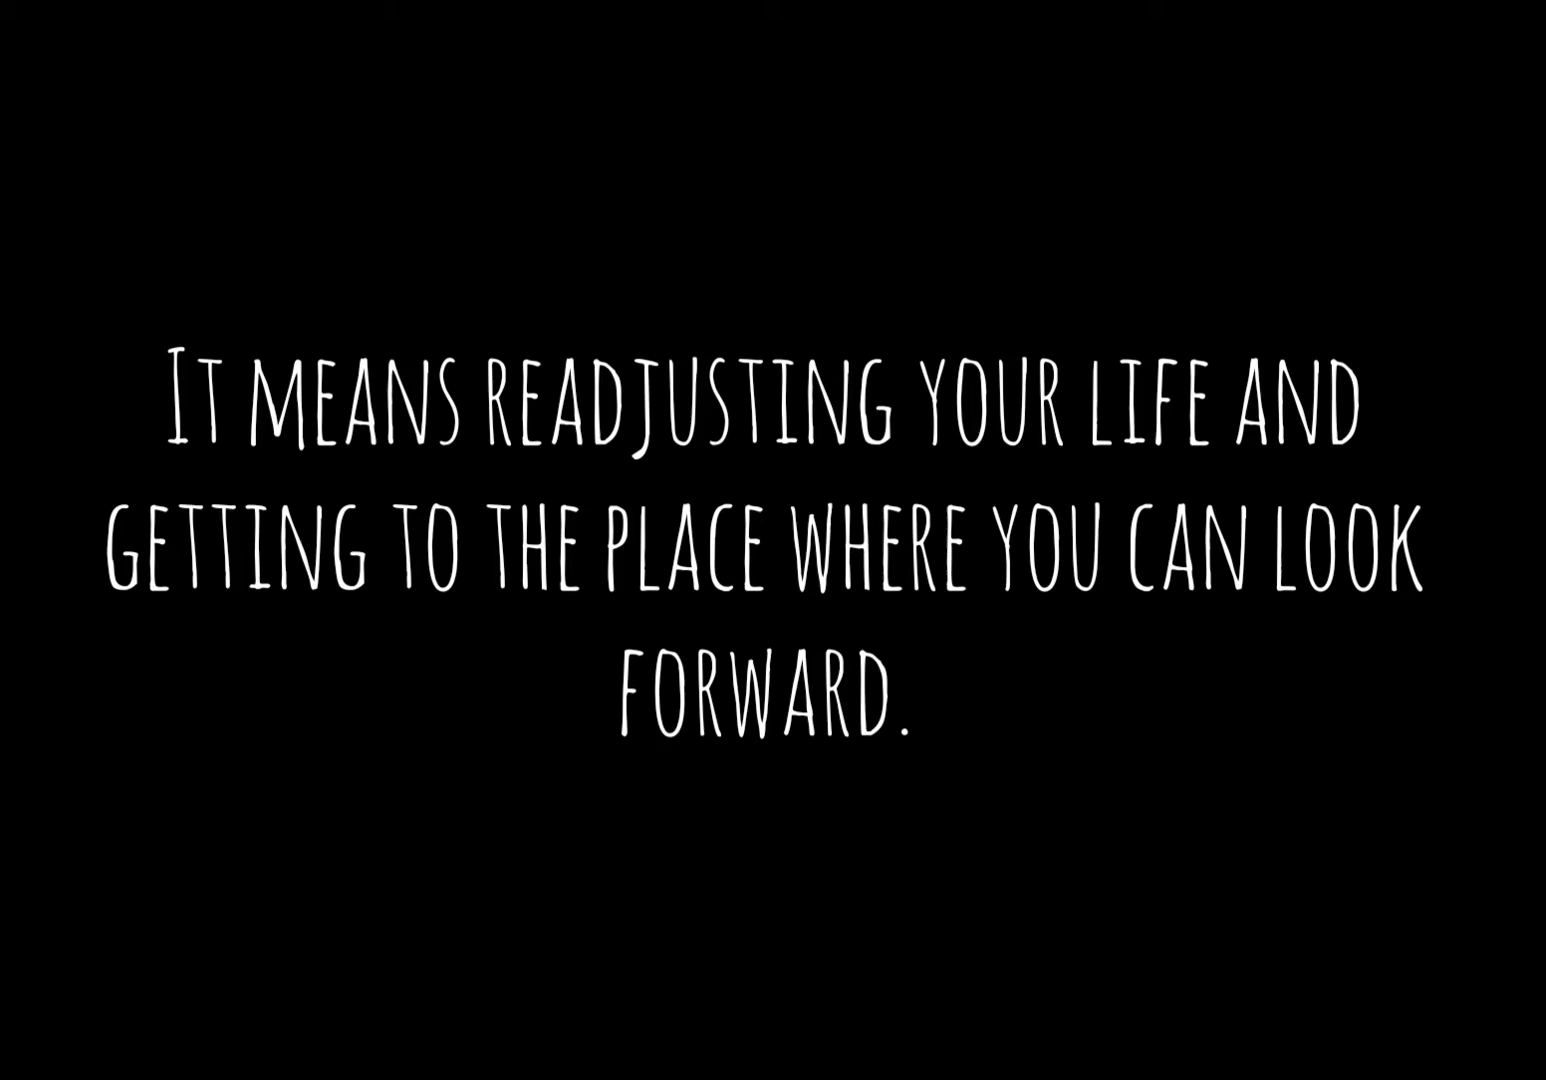 It means readjusting your life and
getting to the place where you can look
forward.